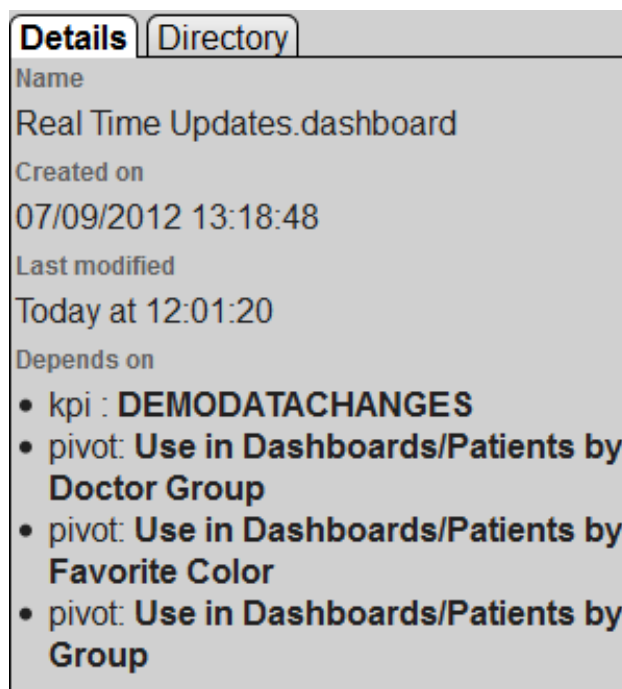 Details Directory
Name
Real Time Updates.dashboard
Created on
07/09/2012 13:18:48
Last modified
Today at 12:01:20
Depends on
• kpi : DEMODATACHANGES
• pivot: Use in Dashboards/Patients by
Doctor Group
• pivot: Use in Dashboards/Patients by
Favorite Color
• pivot: Use in Dashboards/Patients by
Group